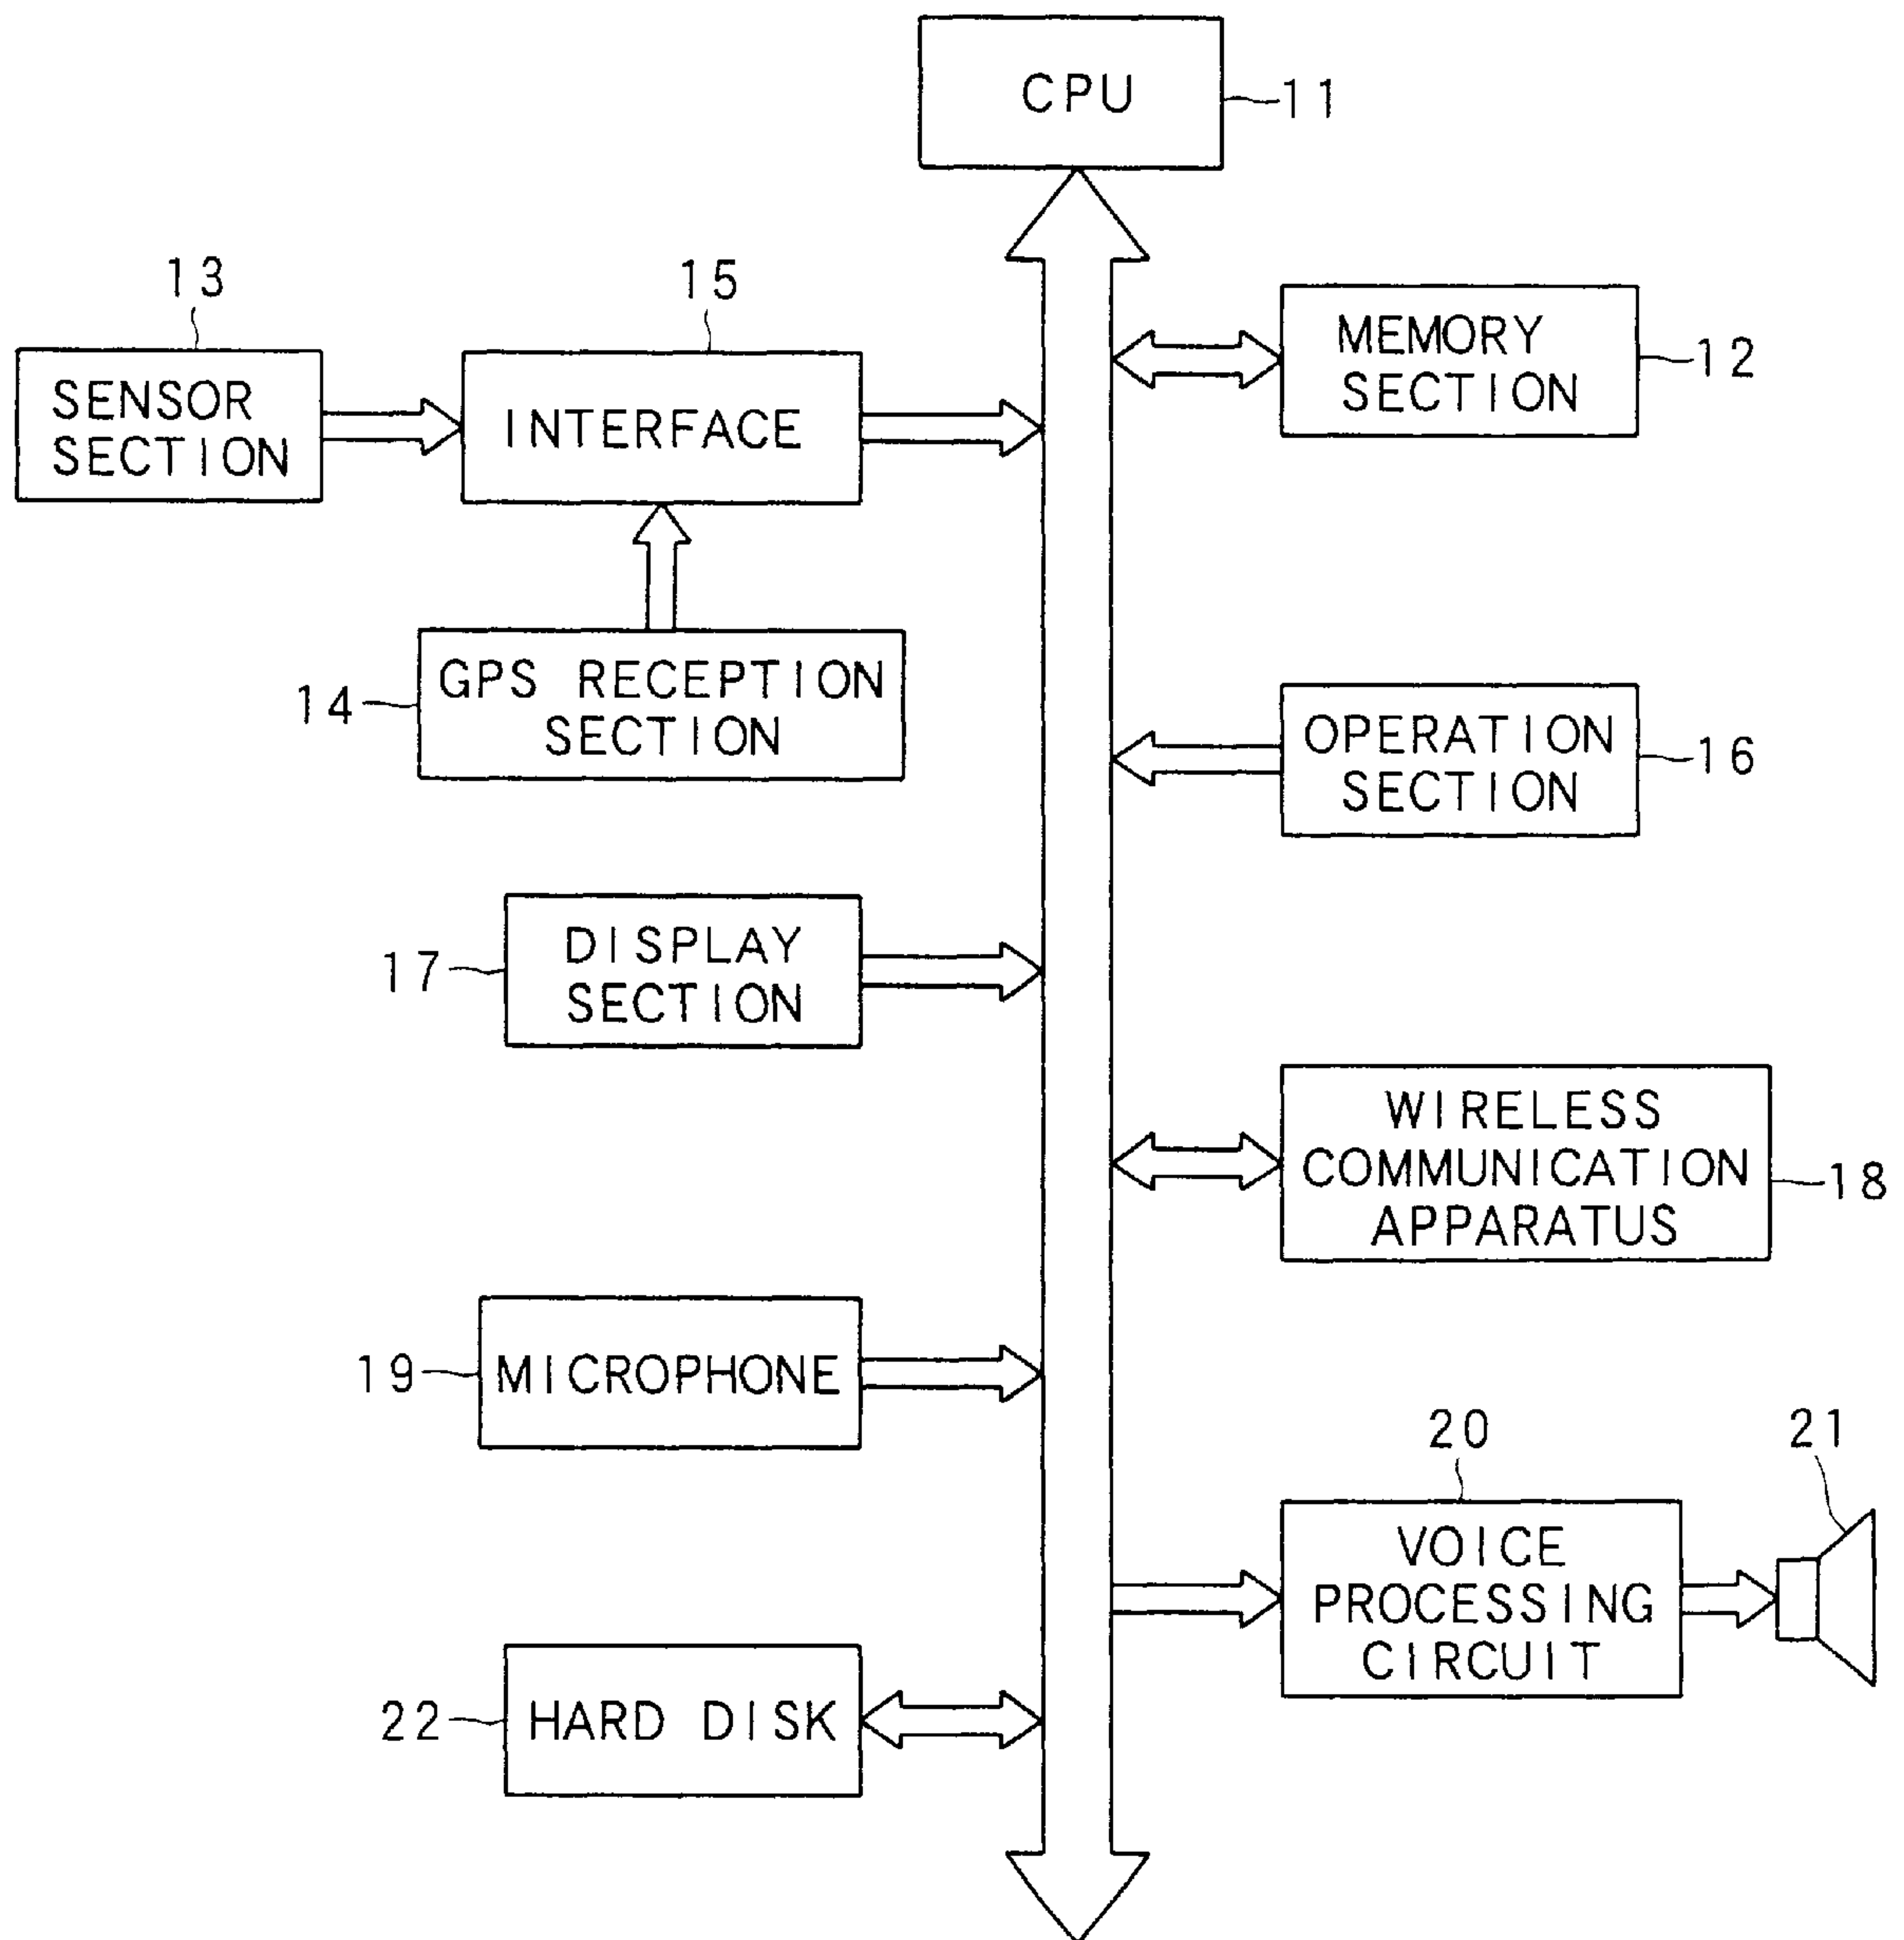 CPU
11
13
15
MEMORY
SECTION
12
SENSOR
SECTION
INTERFACE
14
GPS RECEPTION
SECTION
OPERATION
SECTION
16
17
DISPLAY
SECTION
WIRELESS
COMMUNICATION
APPARATUS
18
19
MICROPHONE
20
21
VOICE
PROCESSING
CIRCUIT
22
HARD DISK